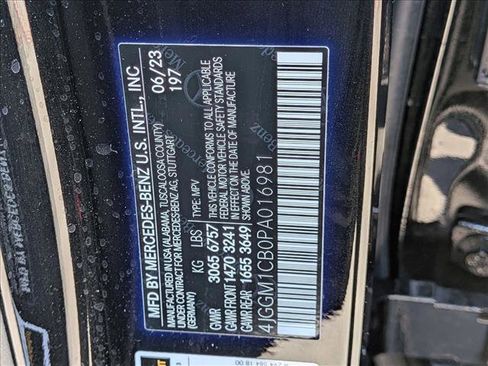 MFD BY MERCEDES-BENZ U.S. INTL., INC
MANUFACTURED IN USA (ALABAMA, TUSCALOOSA COUNTY)
UNDER CONTRACT FOR MERCEDES-BENZ AG, STUTTGART
(GERMANY)
06/23
197
TYPE: MPV
KG LBS
GVWR 3065 6757
GAWR FRONT 1470 3241
GAWR REAR 1655 3649
THIS VEHICLE CONFORMS TO ALL APPLICABLE
FEDERAL MOTOR VEHICLE
IN EFFECT ON THE DATE OF MANUFACTURE
SHOWN ABOVE.
4JGGM1CB0PA016981